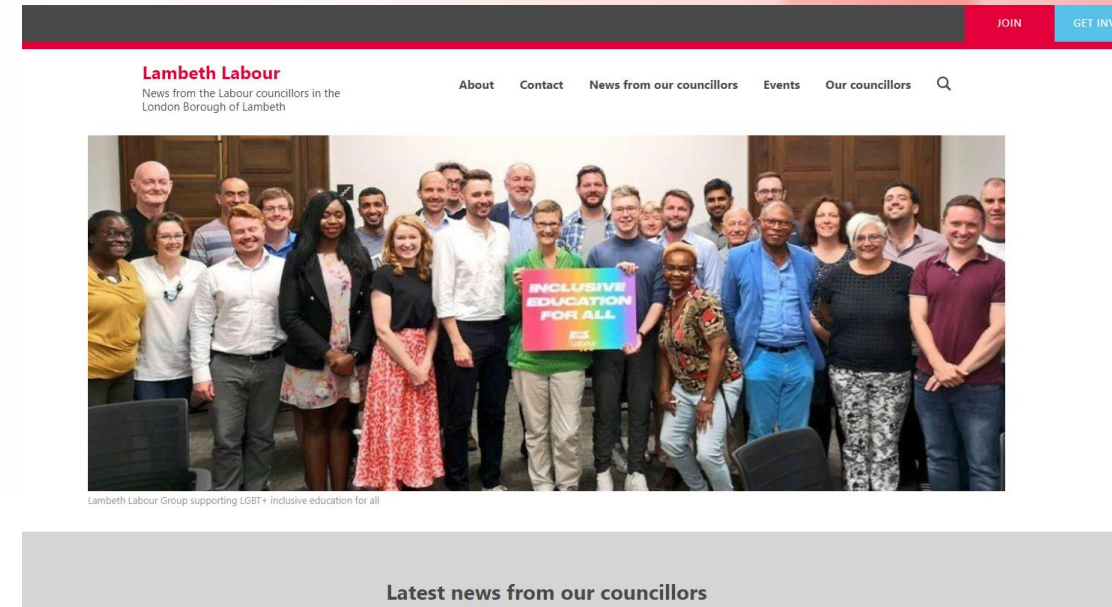 JOIN
GET INV
Lambeth Labour
News from the Labour councillors in the
London Borough of Lambeth
About Contact News from our councillors Events Our councillors
INCLUSIVE
EDUCATION
FOR ALL
Labour
Lambeth Labour Group supporting LGBT+ inclusive education for all
Latest news from our councillors